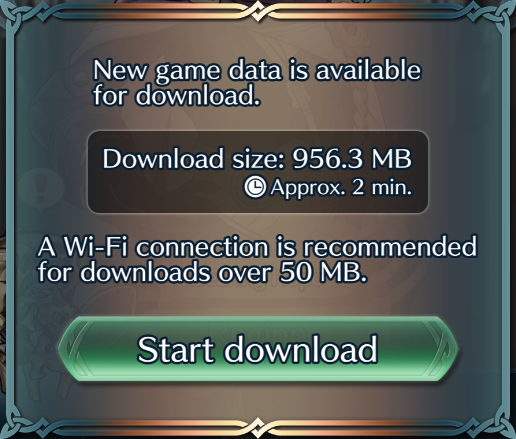 New game data is available
for download.
Download size: 956.3 MB
Approx. 2 min.
A Wi-Fi connection is recommended
for downloads over 50 MB.
Start download